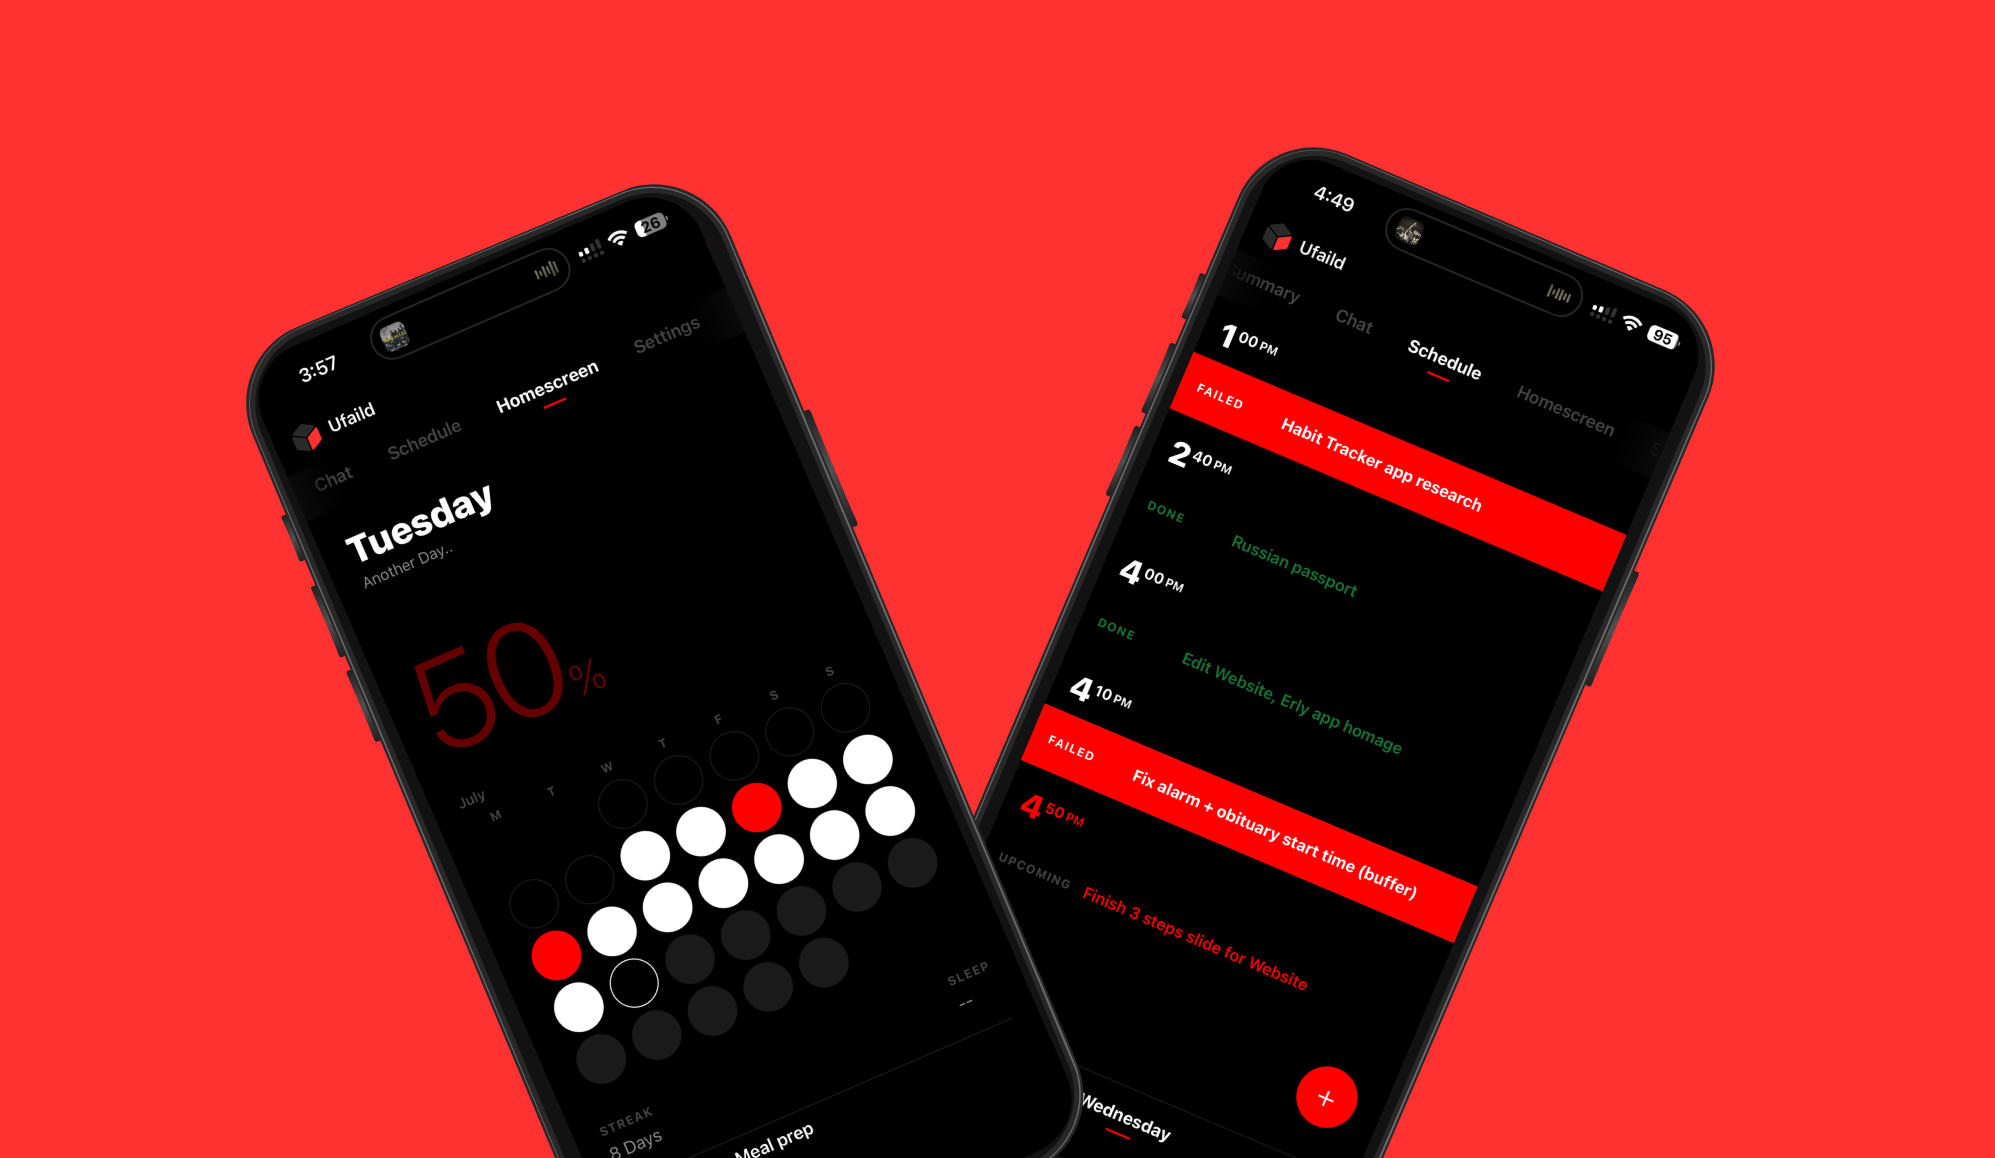 3:57
26
Ufaild
Chat
Schedule
Homescreen
Settings
Tuesday
Another Day..
50%
July
M T W T F S S
SLEEP
--
STREAK
8 Days
Meal prep
4:49
95
Ufaild
Summary
Chat
Schedule
Homescreen
S
1 00 PM
FAILED Habit Tracker app research
2 40 PM
DONE Russian passport
4 00 PM
DONE Edit Website, Erly app homage
4 10 PM
FAILED Fix alarm + obituary start time (buffer)
4 50 PM
UPCOMING Finish 3 steps slide for Website
+
Wednesday